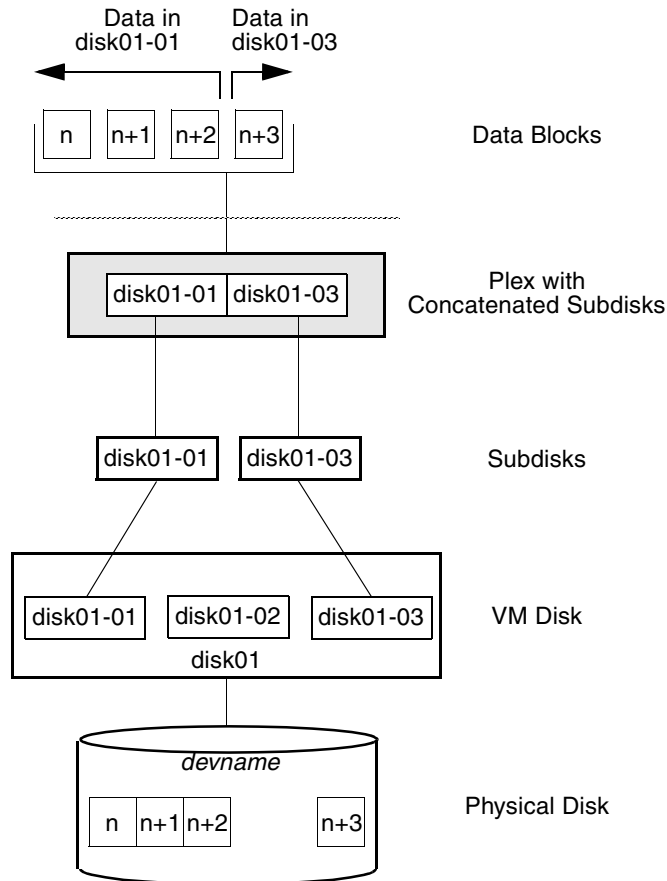 Data in
disk01-01
Data in
disk01-03
n n+1 n+2 n+3
Data Blocks
disk01-01 disk01-03
Plex with
Concatenated Subdisks
disk01-01 disk01-03
Subdisks
disk01-01 disk01-02 disk01-03
VM Disk
disk01
devname
n n+1 n+2 n+3
Physical Disk